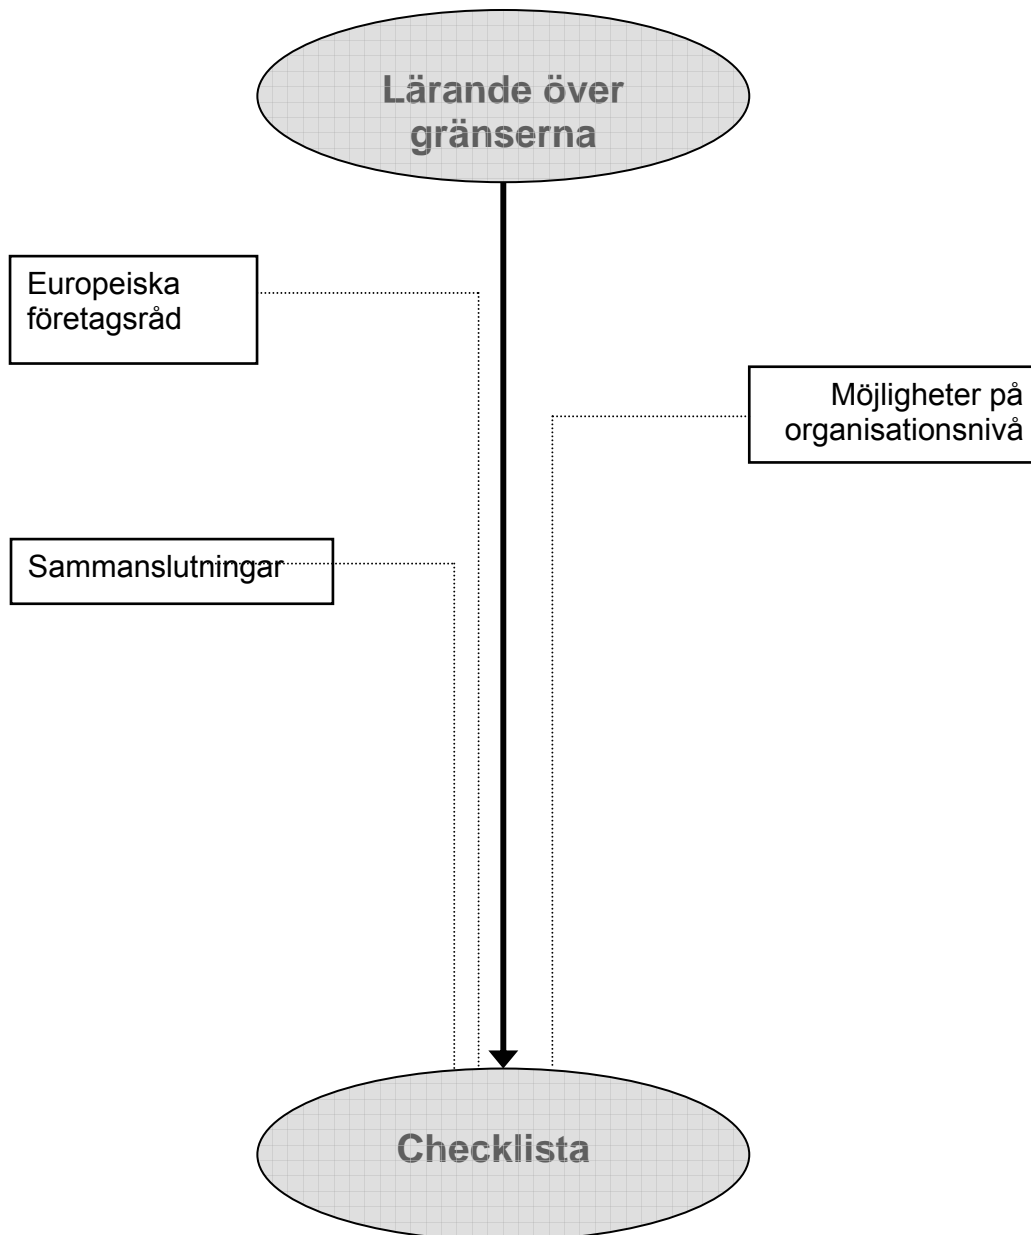 Lärande över
gränserna
Europeiska
företagsråd
Möjligheter på
organisationsnivå
Sammanslutningar
Checklista